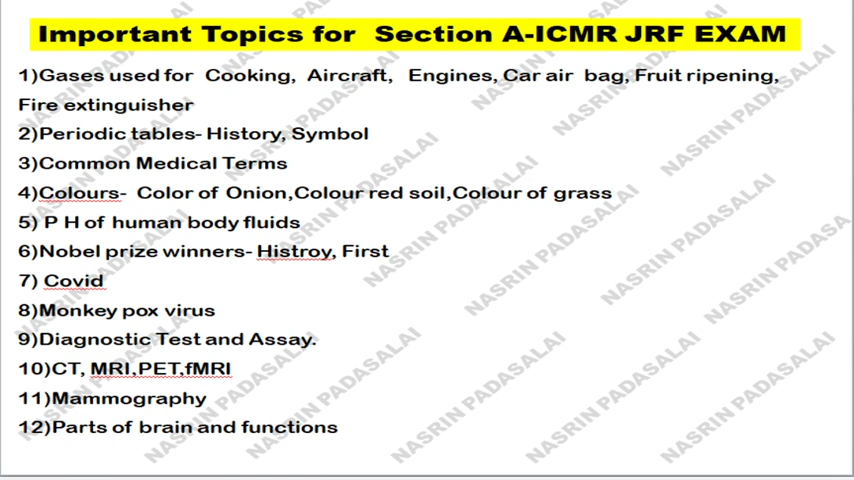 Important Topics for Section A-ICMR JRF EXAM
1)Gases used for Cooking, Aircraft, Engines, Car air bag, Fruit ripening,
Fire extinguisher
2)Periodic tables- History, Symbol
3)Common Medical Terms
4)Colours- Color of Onion,Colour red soil,Colour of grass
5) P H of human body fluids
6)Nobel prize winners- Histroy, First
7) Covid
8)Monkey pox virus
9)Diagnostic Test and Assay.
10)CT, MRI,PET,fMRI
11)Mammography
12)Parts of brain and functions
NASRIN PADASALAI